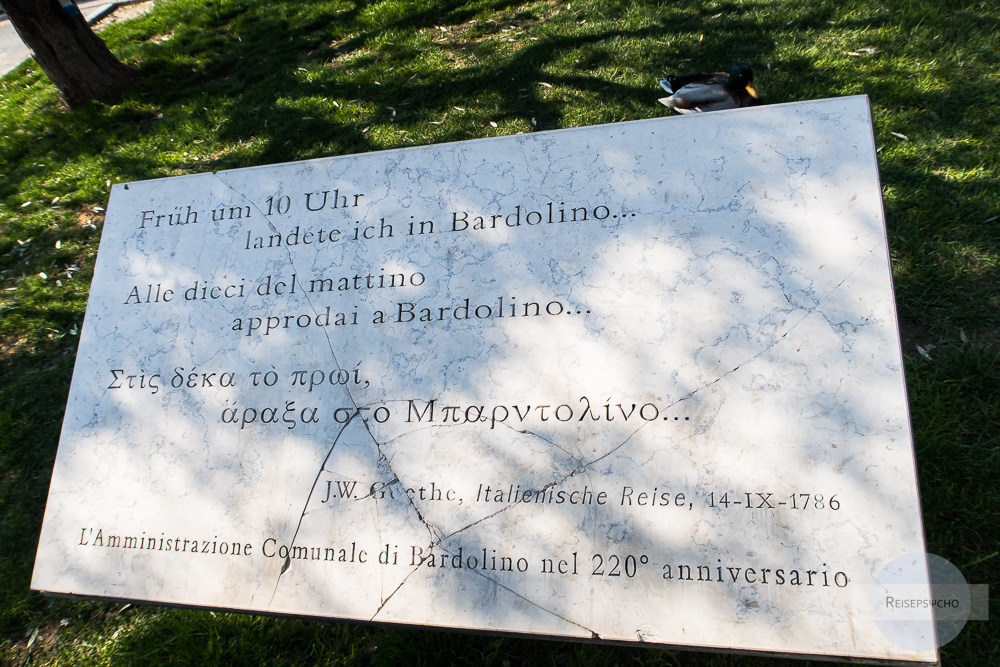 Früh um 10 Uhr
landete ich in Bardolino...
Alle dieci del mattino
approdai a Bardolino...
Στὶς δέκα τὸ πρωί,
ἄραξα στο Μπαρντολίνο...
J.W. Goethe, Italienische Reise, 14-IX-1786
L'Amministrazione Comunale di Bardolino nel 220° anniversario
REISEPSYCHO